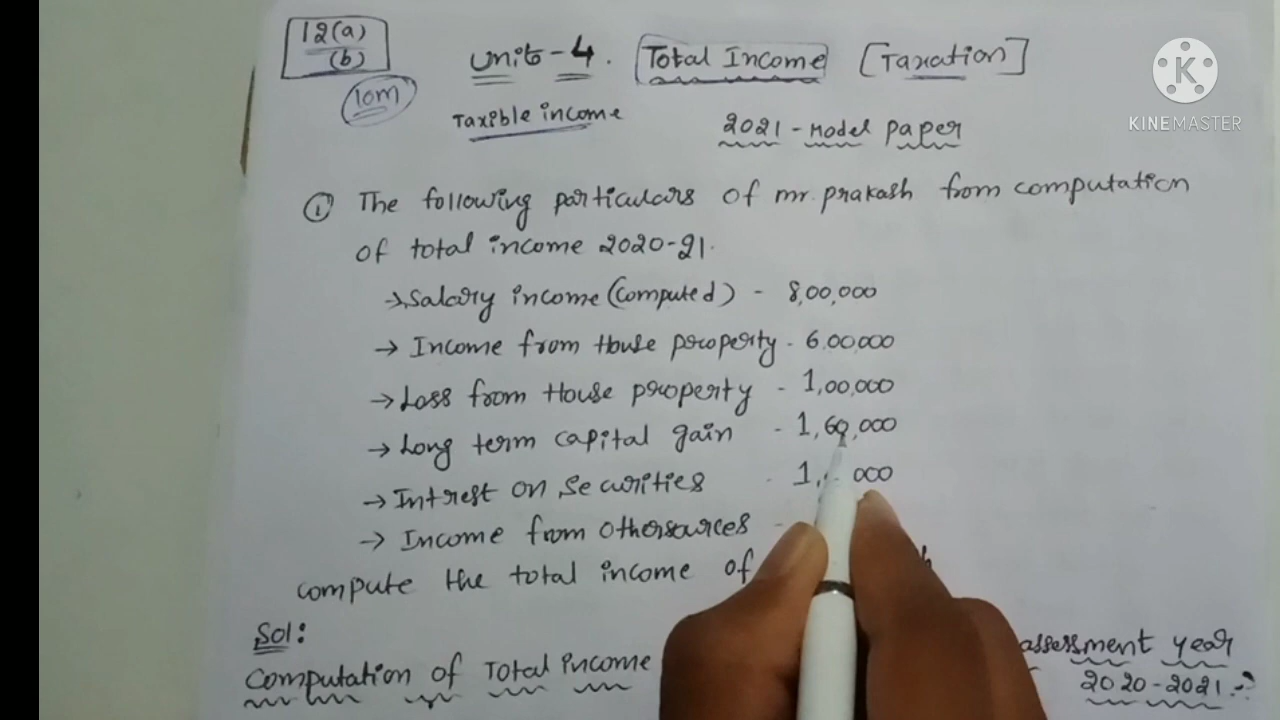 12(a)
(b)
10m
Unit-4. Total Income [Taxation]
Taxible income
2021 - Model paper
K
KINEMASTER
① The following particulars of mr. prakash from computation
of total income 2020-21.
→ Salary income (computed) - 8,00,000
→ Income from House property - 6.00000
→ Loss from House property - 1,00,000
→ Long term capital gain - 1,60,000
→ Intrest on securities - 1, 000
→ Income from othersources -
compute the total income of
Sol:
Computation of Total income assessment year
2020-2021:-